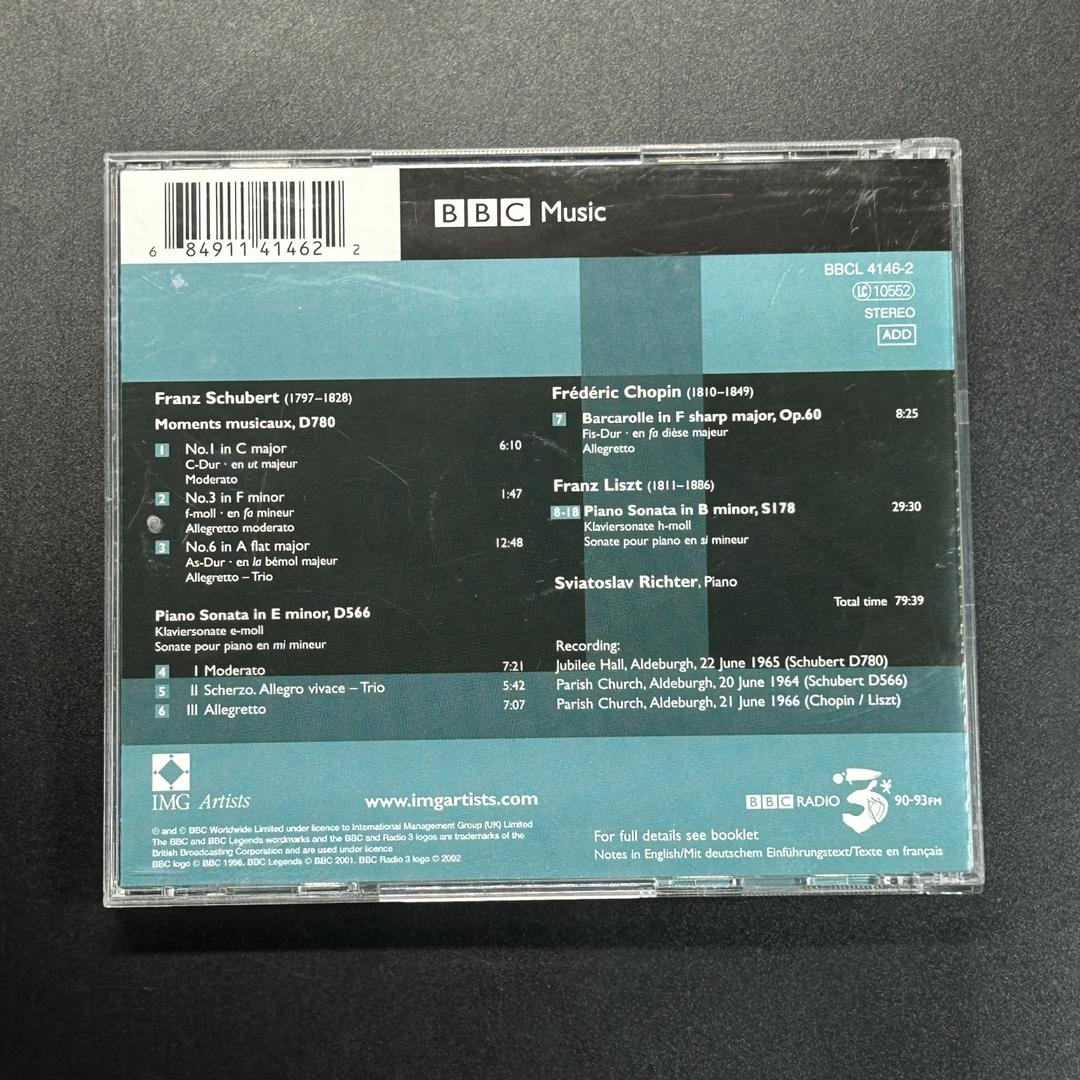 6 84911 41462 2
BBC Music
BBCL 4146-2
LC 10552
STEREO
ADD
Franz Schubert (1797–1828)
Moments musicaux, D780
1 No.1 in C major 6:10
C-Dur · en ut majeur
Moderato
2 No.3 in F minor 1:47
f-moll · en fa mineur
Allegretto moderato
3 No.6 in A flat major 12:48
As-Dur · en la bémol majeur
Allegretto – Trio
Piano Sonata in E minor, D566
Klaviersonate e-moll
Sonate pour piano en mi mineur
4 I Moderato 7:21
5 II Scherzo. Allegro vivace – Trio 5:42
6 III Allegretto 7:07
Frédéric Chopin (1810–1849)
7 Barcarolle in F sharp major, Op.60 8:25
Fis-Dur · en fa dièse majeur
Allegretto
Franz Liszt (1811–1886)
8-18 Piano Sonata in B minor, S178 29:30
Klaviersonate h-moll
Sonate pour piano en si mineur
Sviatoslav Richter, Piano
Total time 79:39
Recording:
Jubilee Hall, Aldeburgh, 22 June 1965 (Schubert D780)
Parish Church, Aldeburgh, 20 June 1964 (Schubert D566)
Parish Church, Aldeburgh, 21 June 1966 (Chopin / Liszt)
IMG Artists
www.imgartists.com
BBC RADIO 3 90-93FM
℗ and © BBC Worldwide Limited under licence to International Management Group (UK) Limited
The BBC and BBC Legends wordmarks and the BBC and Radio 3 logos are trademarks of the
British Broadcasting Corporation and are used under licence
BBC logo © BBC 1996. BBC Legends © BBC 2001. BBC Radio 3 logo © 2002
For full details see booklet
Notes in English/Mit deutschem Einführungstext/Texte en français